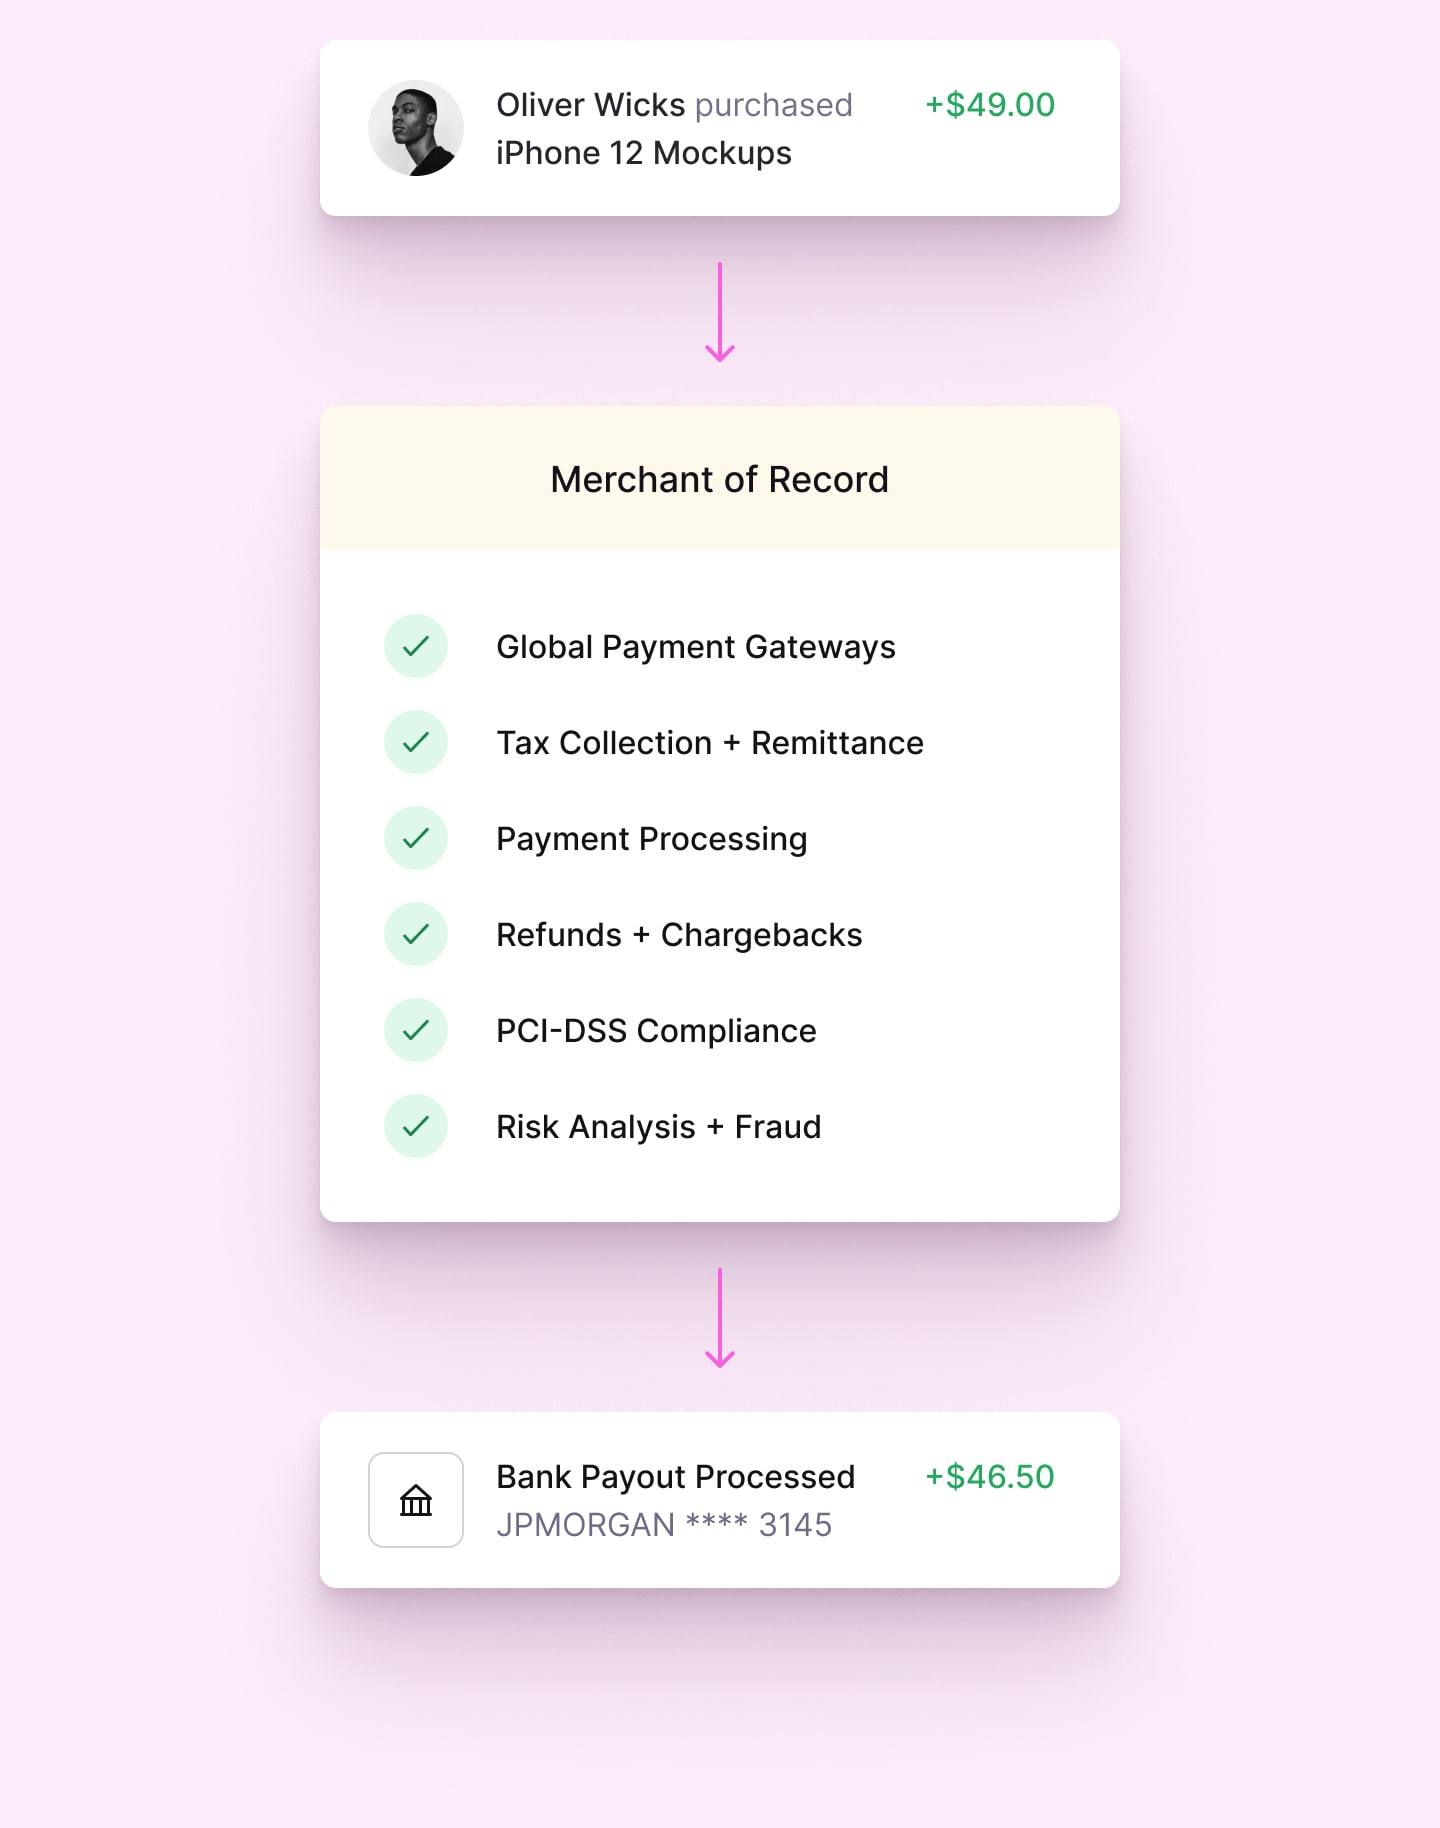 Oliver Wicks purchased +$49.00
iPhone 12 Mockups
Merchant of Record
Global Payment Gateways
Tax Collection + Remittance
Payment Processing
Refunds + Chargebacks
PCI-DSS Compliance
Risk Analysis + Fraud
Bank Payout Processed +$46.50
JPMORGAN **** 3145